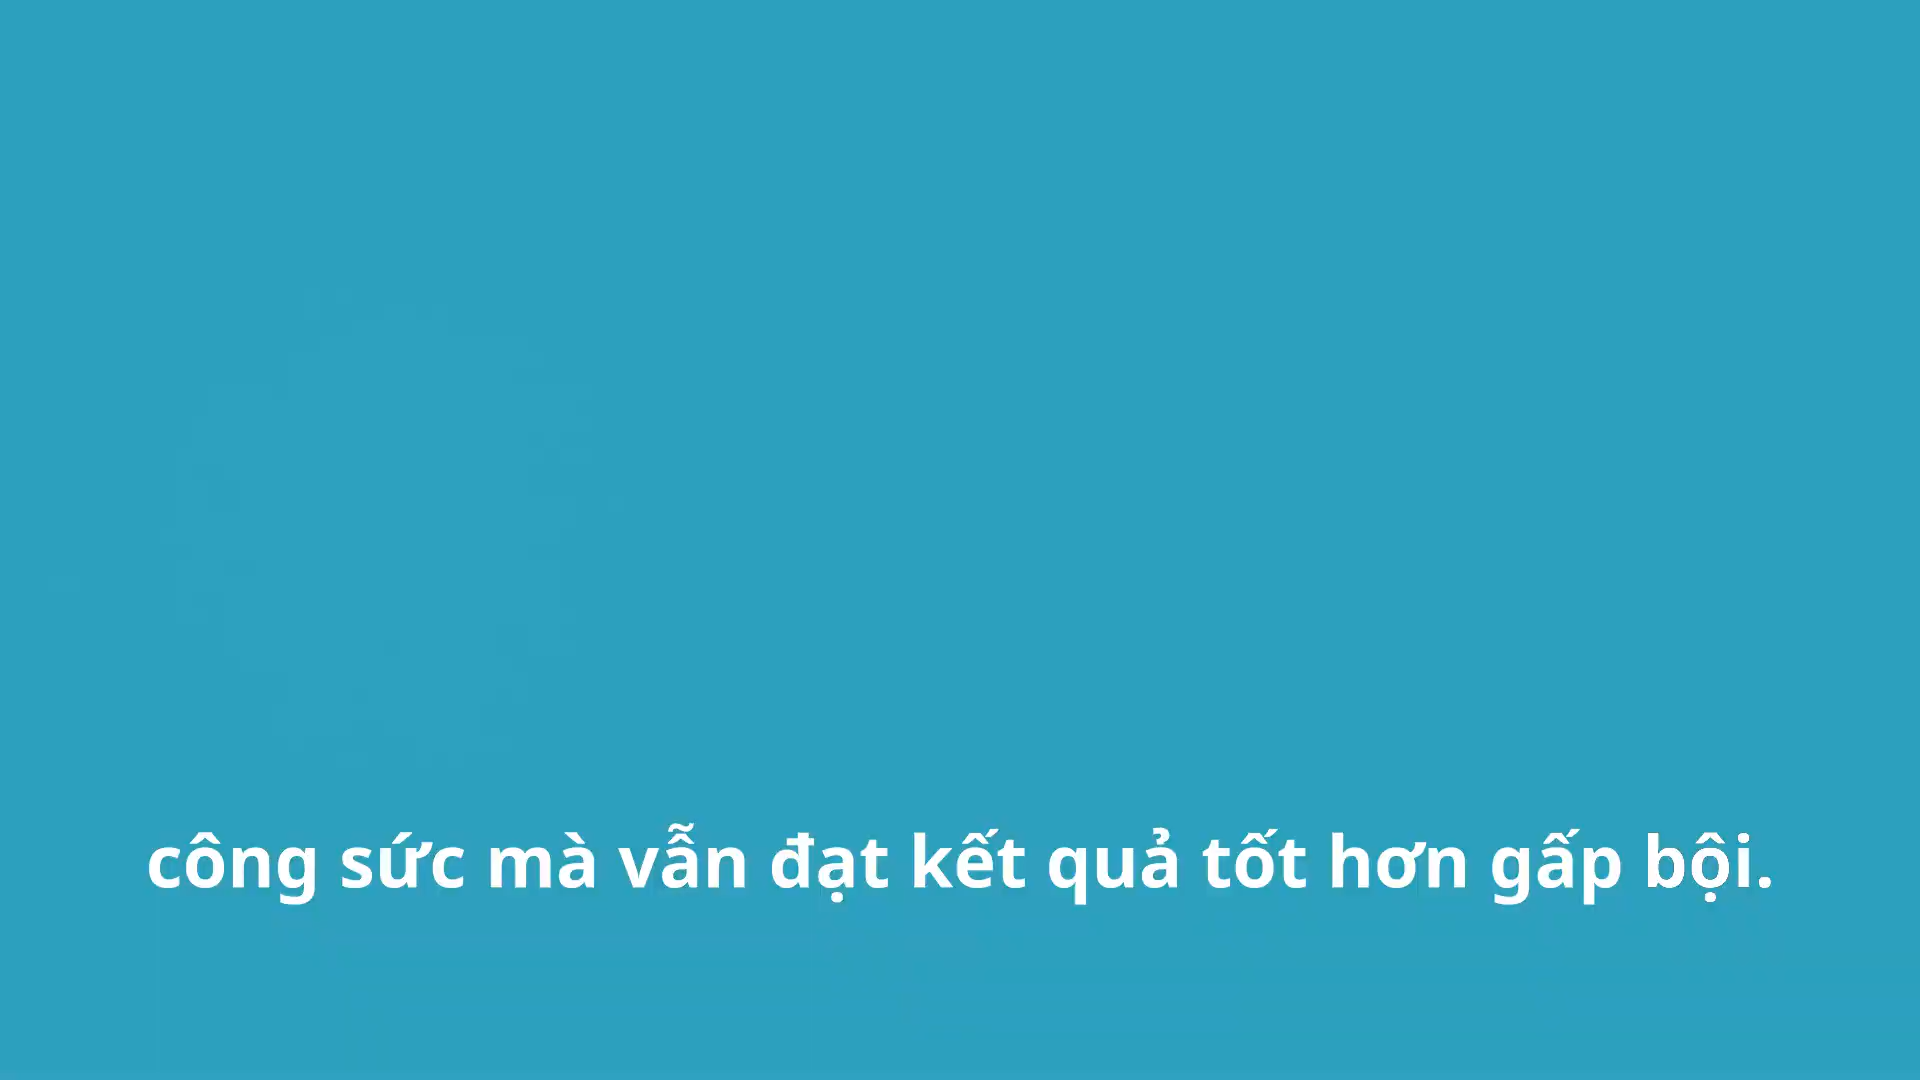 công sức mà vẫn đạt kết quả tốt hơn gấp bội.